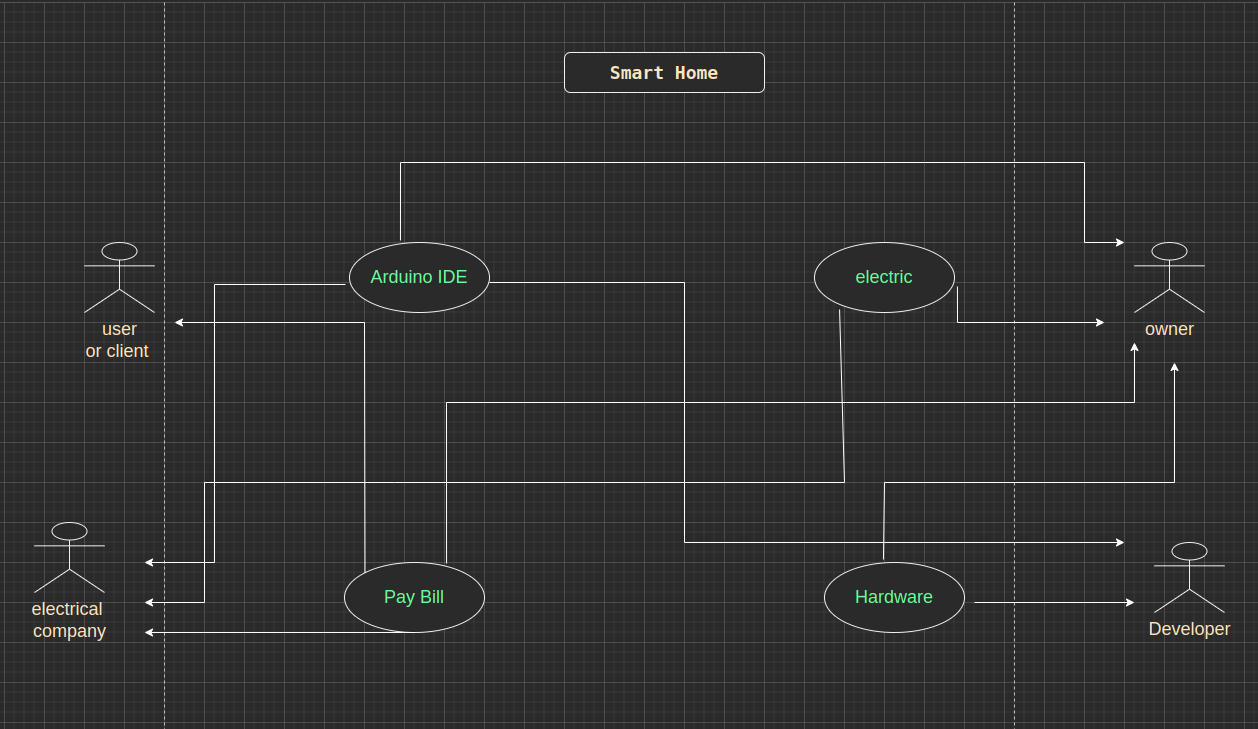 Smart Home
Arduino IDE
electric
user
or client
owner
Pay Bill
Hardware
electrical
company
Developer